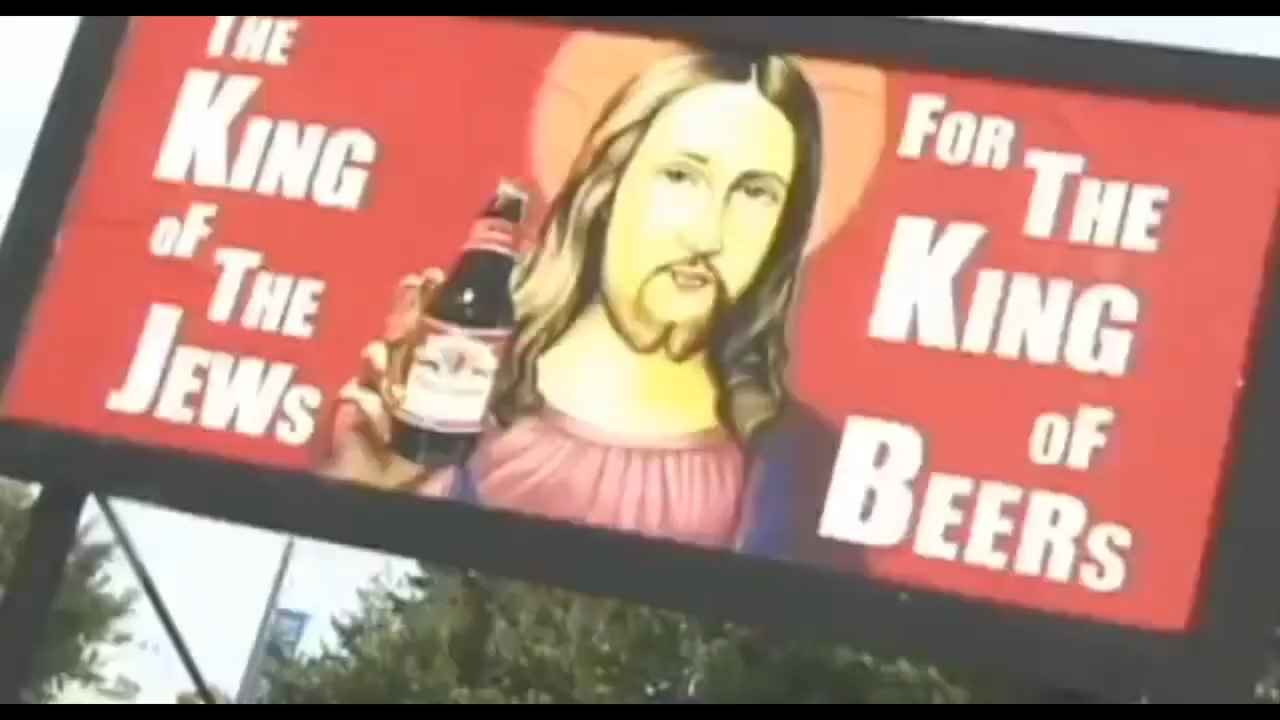 THE
KING
OF
THE
JEWS
FOR THE
KING
OF
BEERS